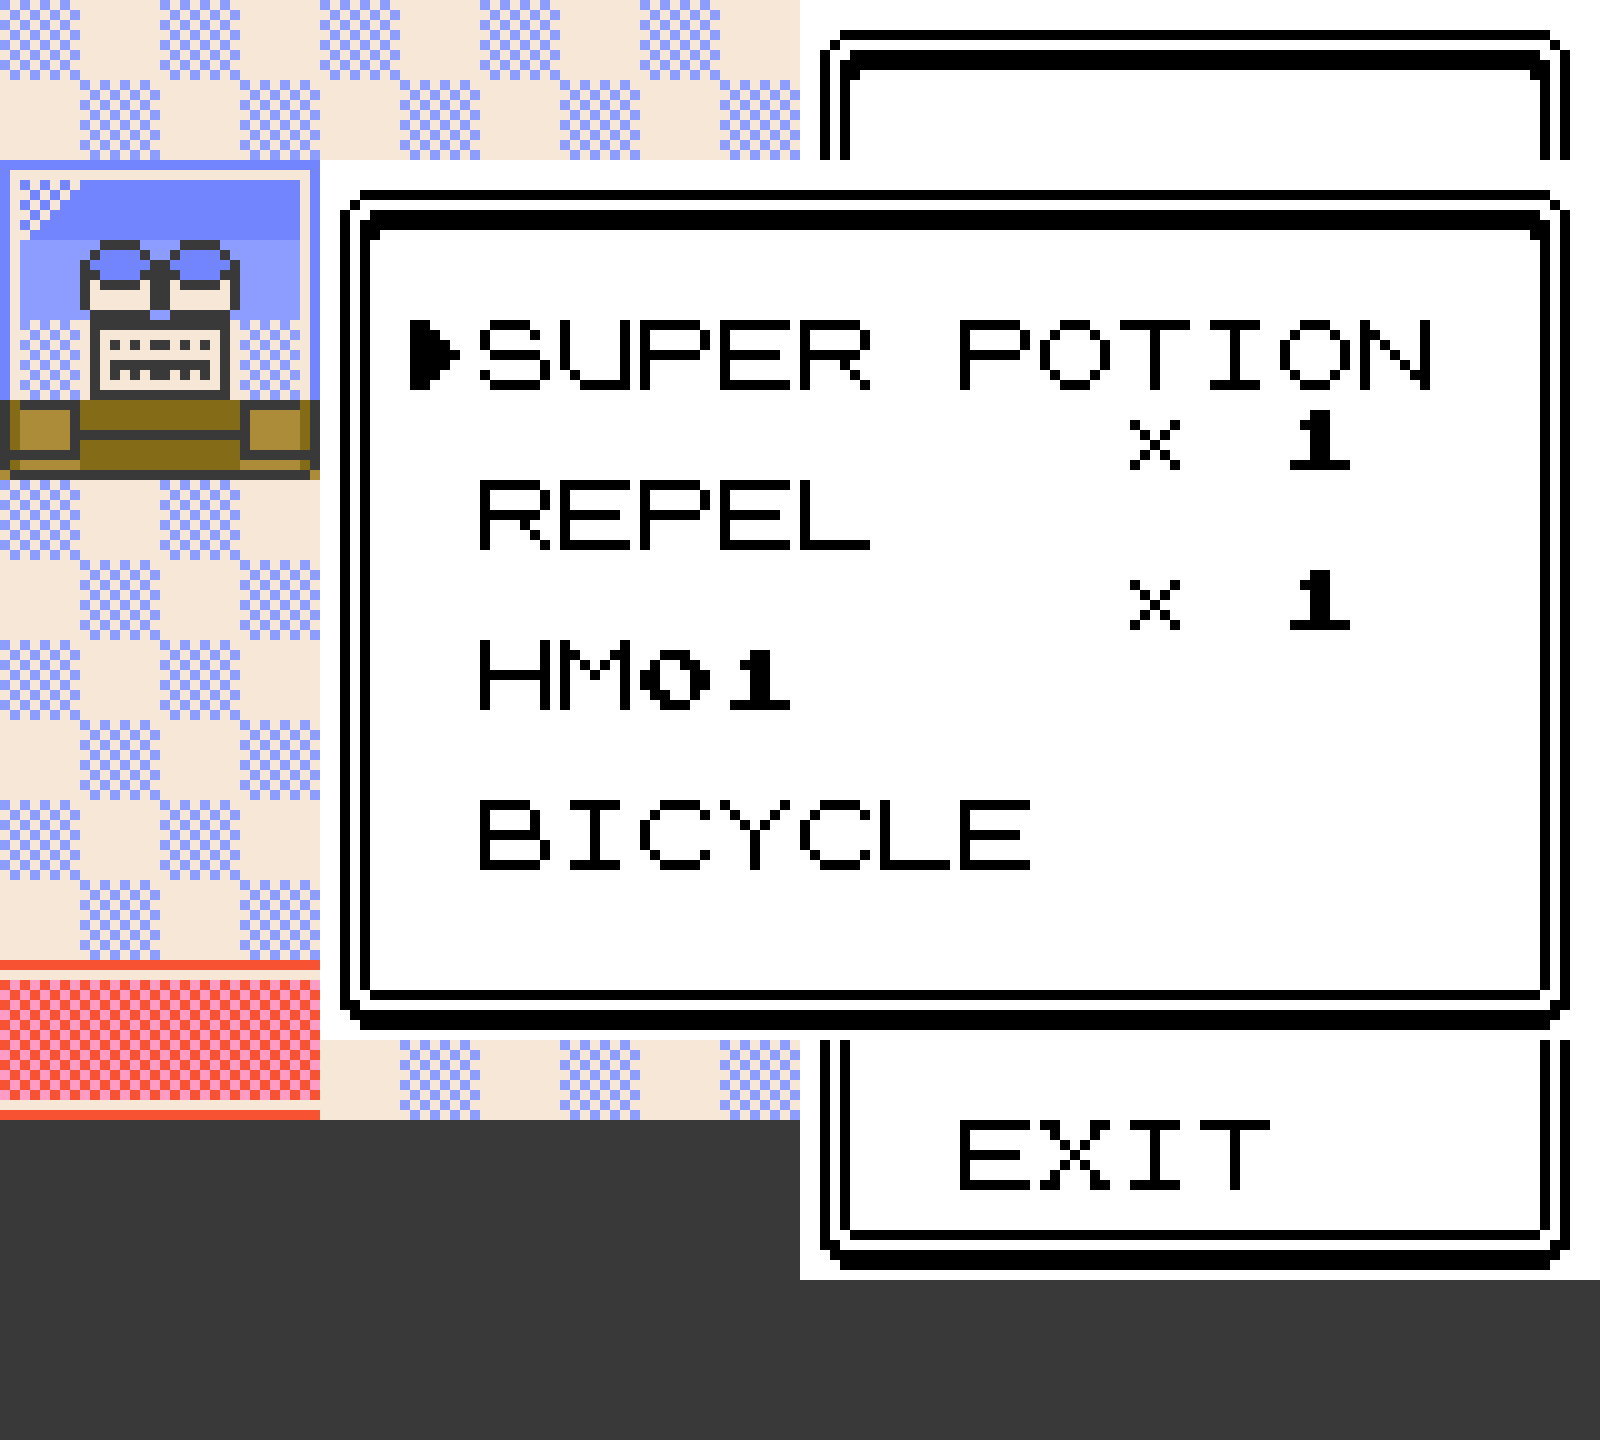 ▶SUPER POTION
× 1
REPEL
× 1
HM01
BICYCLE
EXIT